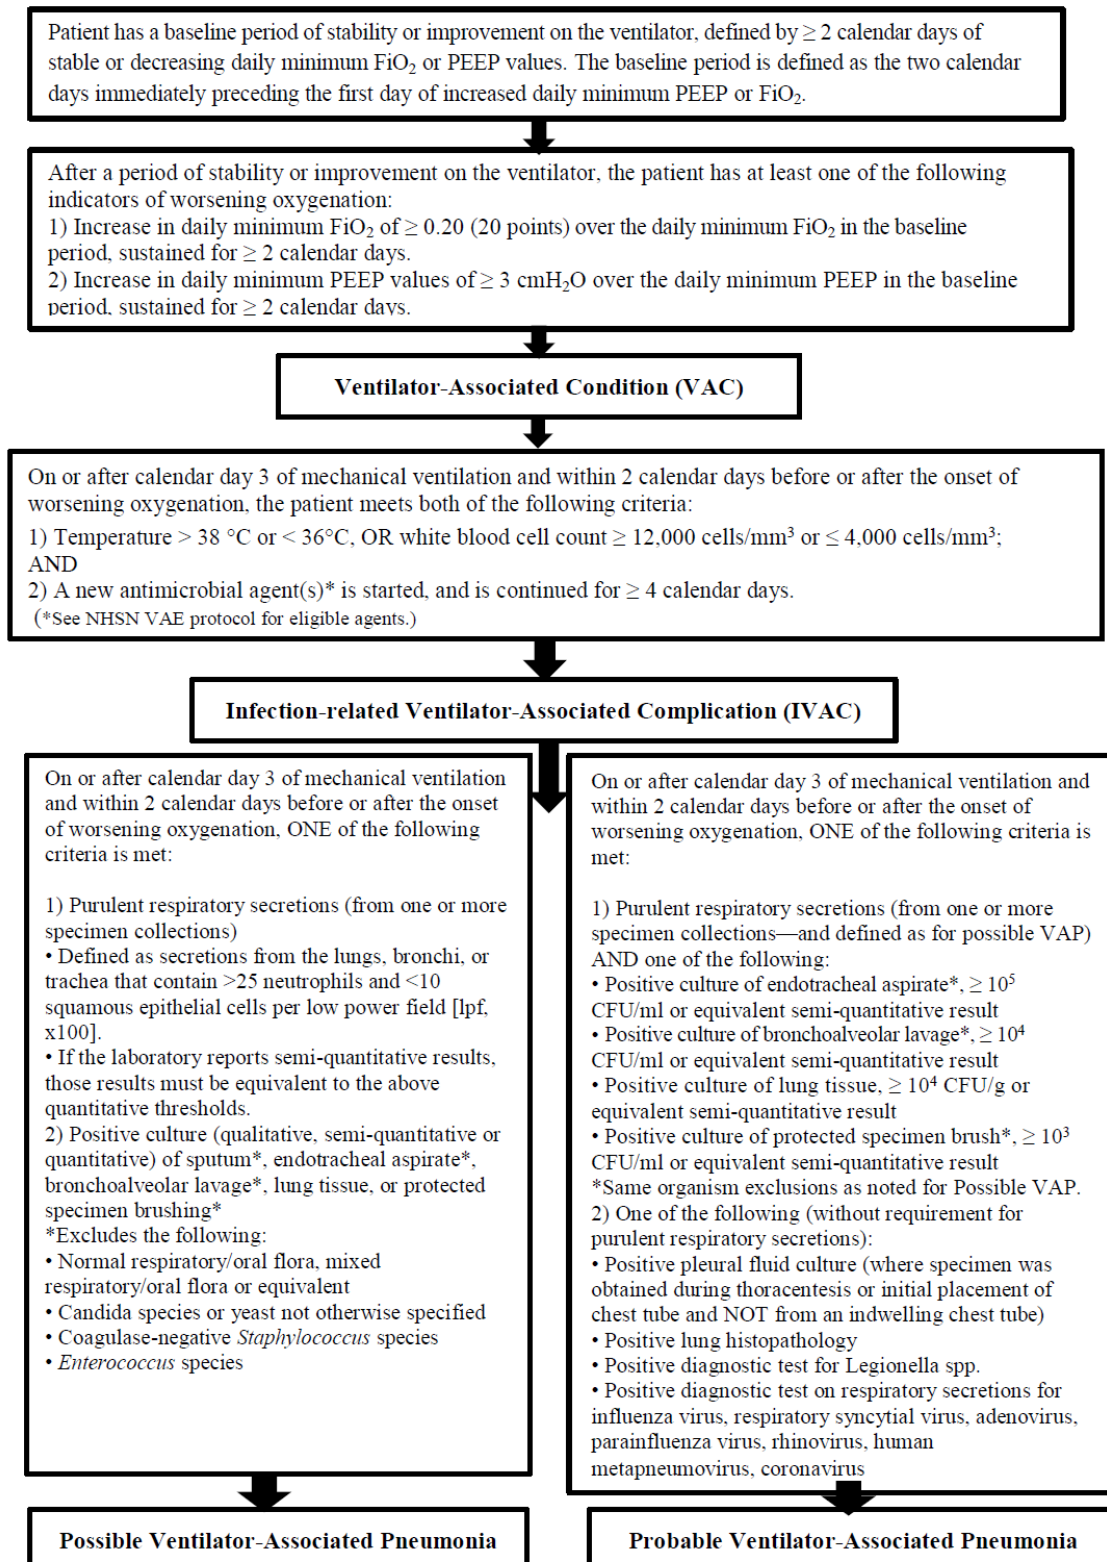 Patient has a baseline period of stability or improvement on the ventilator, defined by ≥ 2 calendar days of
stable or decreasing daily minimum FiO₂ or PEEP values. The baseline period is defined as the two calendar
days immediately preceding the first day of increased daily minimum PEEP or FiO₂.
After a period of stability or improvement on the ventilator, the patient has at least one of the following
indicators of worsening oxygenation:
1) Increase in daily minimum FiO₂ of ≥ 0.20 (20 points) over the daily minimum FiO₂ in the baseline
period, sustained for ≥ 2 calendar days.
2) Increase in daily minimum PEEP values of ≥ 3 cmH₂O over the daily minimum PEEP in the baseline
period, sustained for ≥ 2 calendar days.
Ventilator-Associated Condition (VAC)
On or after calendar day 3 of mechanical ventilation and within 2 calendar days before or after the onset of
worsening oxygenation, the patient meets both of the following criteria:
1) Temperature > 38 °C or < 36°C, OR white blood cell count ≥ 12,000 cells/mm³ or ≤ 4,000 cells/mm³;
AND
2) A new antimicrobial agent(s)* is started, and is continued for ≥ 4 calendar days.
(*See NHSN VAE protocol for eligible agents.)
Infection-related Ventilator-Associated Complication (IVAC)
On or after calendar day 3 of mechanical ventilation
and within 2 calendar days before or after the onset
of worsening oxygenation, ONE of the following
criteria is met:
1) Purulent respiratory secretions (from one or more
specimen collections)
• Defined as secretions from the lungs, bronchi, or
trachea that contain >25 neutrophils and <10
squamous epithelial cells per low power field [lpf,
x100].
• If the laboratory reports semi-quantitative results,
those results must be equivalent to the above
quantitative thresholds.
2) Positive culture (qualitative, semi-quantitative or
quantitative) of sputum*, endotracheal aspirate*,
bronchoalveolar lavage*, lung tissue, or protected
specimen brushing*
*Excludes the following:
• Normal respiratory/oral flora, mixed
respiratory/oral flora or equivalent
• Candida species or yeast not otherwise specified
• Coagulase-negative Staphylococcus species
• Enterococcus species
On or after calendar day 3 of mechanical ventilation and
within 2 calendar days before or after the onset of
worsening oxygenation, ONE of the following criteria is
met:
1) Purulent respiratory secretions (from one or more
specimen collections—and defined as for possible VAP)
AND one of the following:
• Positive culture of endotracheal aspirate*, ≥ 10⁵
CFU/ml or equivalent semi-quantitative result
• Positive culture of bronchoalveolar lavage*, ≥ 10⁴
CFU/ml or equivalent semi-quantitative result
• Positive culture of lung tissue, ≥ 10⁴ CFU/g or
equivalent semi-quantitative result
• Positive culture of protected specimen brush*, ≥ 10³
CFU/ml or equivalent semi-quantitative result
*Same organism exclusions as noted for Possible VAP.
2) One of the following (without requirement for
purulent respiratory secretions):
• Positive pleural fluid culture (where specimen was
obtained during thoracentesis or initial placement of
chest tube and NOT from an indwelling chest tube)
• Positive lung histopathology
• Positive diagnostic test for Legionella spp.
• Positive diagnostic test on respiratory secretions for
influenza virus, respiratory syncytial virus, adenovirus,
parainfluenza virus, rhinovirus, human
metapneumovirus, coronavirus
Possible Ventilator-Associated Pneumonia
Probable Ventilator-Associated Pneumonia